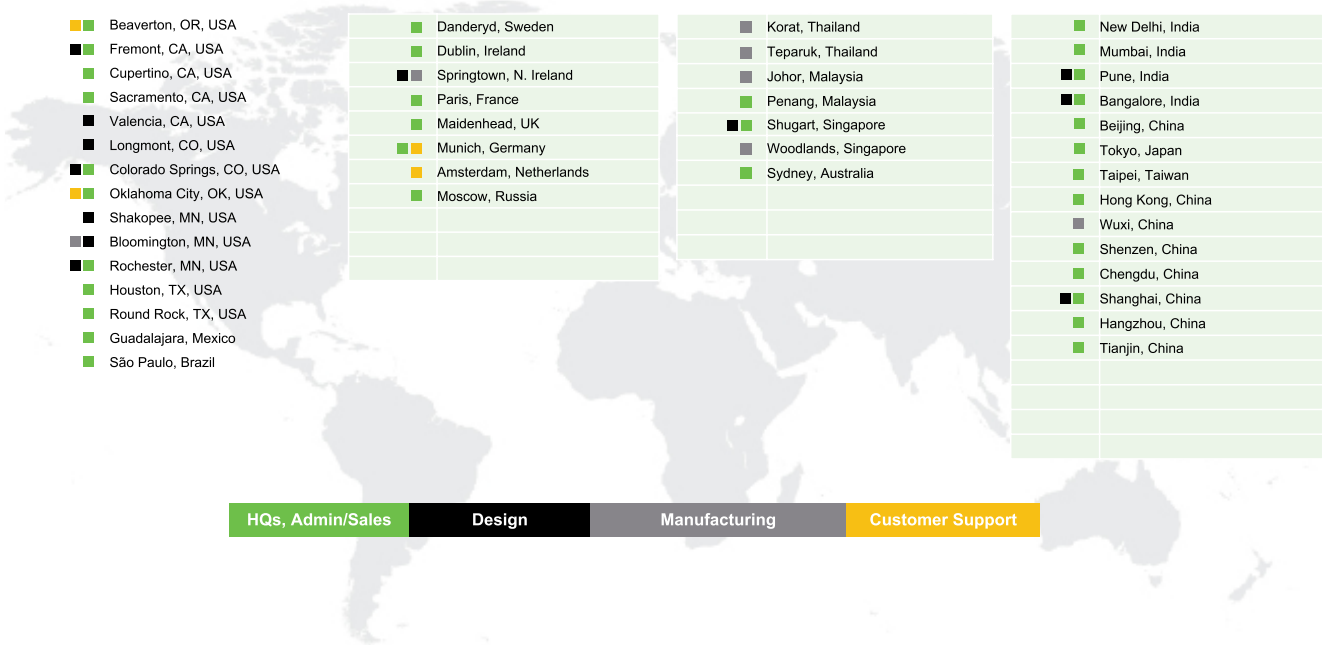 Beaverton, OR, USA
Fremont, CA, USA
Cupertino, CA, USA
Sacramento, CA, USA
Valencia, CA, USA
Longmont, CO, USA
Colorado Springs, CO, USA
Oklahoma City, OK, USA
Shakopee, MN, USA
Bloomington, MN, USA
Rochester, MN, USA
Houston, TX, USA
Round Rock, TX, USA
Guadalajara, Mexico
São Paulo, Brazil
Danderyd, Sweden
Dublin, Ireland
Springtown, N. Ireland
Paris, France
Maidenhead, UK
Munich, Germany
Amsterdam, Netherlands
Moscow, Russia
Korat, Thailand
Teparuk, Thailand
Johor, Malaysia
Penang, Malaysia
Shugart, Singapore
Woodlands, Singapore
Sydney, Australia
New Delhi, India
Mumbai, India
Pune, India
Bangalore, India
Beijing, China
Tokyo, Japan
Taipei, Taiwan
Hong Kong, China
Wuxi, China
Shenzen, China
Chengdu, China
Shanghai, China
Hangzhou, China
Tianjin, China
HQs, Admin/Sales
Design
Manufacturing
Customer Support